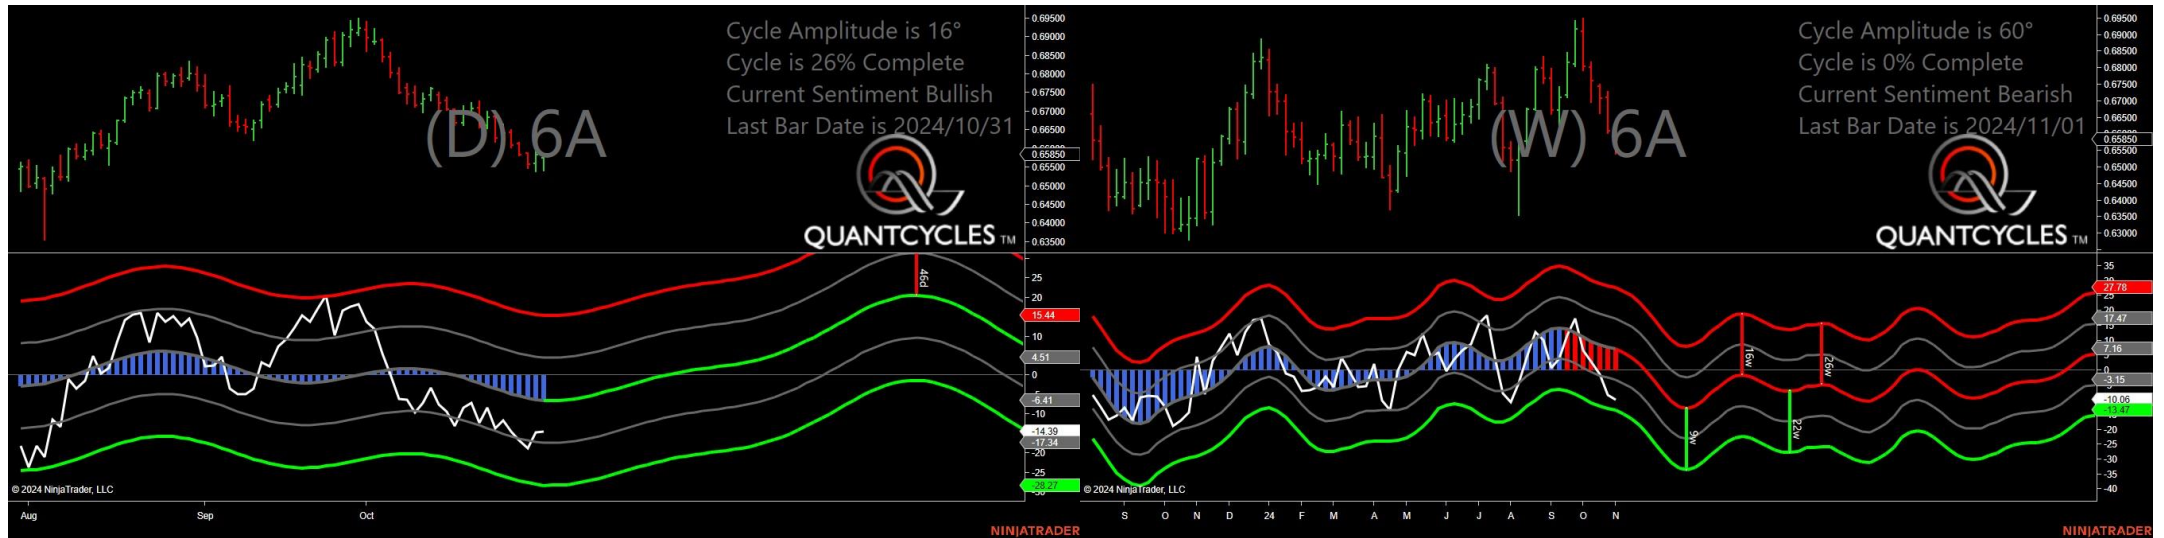 (D) 6A
Cycle Amplitude is 16°
Cycle is 26% Complete
Current Sentiment Bullish
Last Bar Date is 2024/10/31
QUANTCYCLES TM
0.69500
0.69000
0.68500
0.68000
0.67500
0.67000
0.66500
0.65850
0.65500
0.65000
0.64500
0.64000
0.63500
46d
25
20
15.44
10
4.51
0
-6.41
-10
-14.39
-17.34
-20
-25
-28.27
© 2024 NinjaTrader, LLC
Aug
Sep
Oct
NINJATRADER
(W) 6A
Cycle Amplitude is 60°
Cycle is 0% Complete
Current Sentiment Bearish
Last Bar Date is 2024/11/01
QUANTCYCLES TM
0.69500
0.69000
0.68500
0.68000
0.67500
0.67000
0.66500
0.65850
0.65500
0.65000
0.64500
0.64000
0.63500
0.63000
9w
16w
22w
26w
35
27.78
25
17.47
15
10
7.16
0
-3.15
-10.06
-13.47
-20
-25
-30
-35
-40
© 2024 NinjaTrader, LLC
S O N D 24 F M A M J J A S O N
NINJATRADER